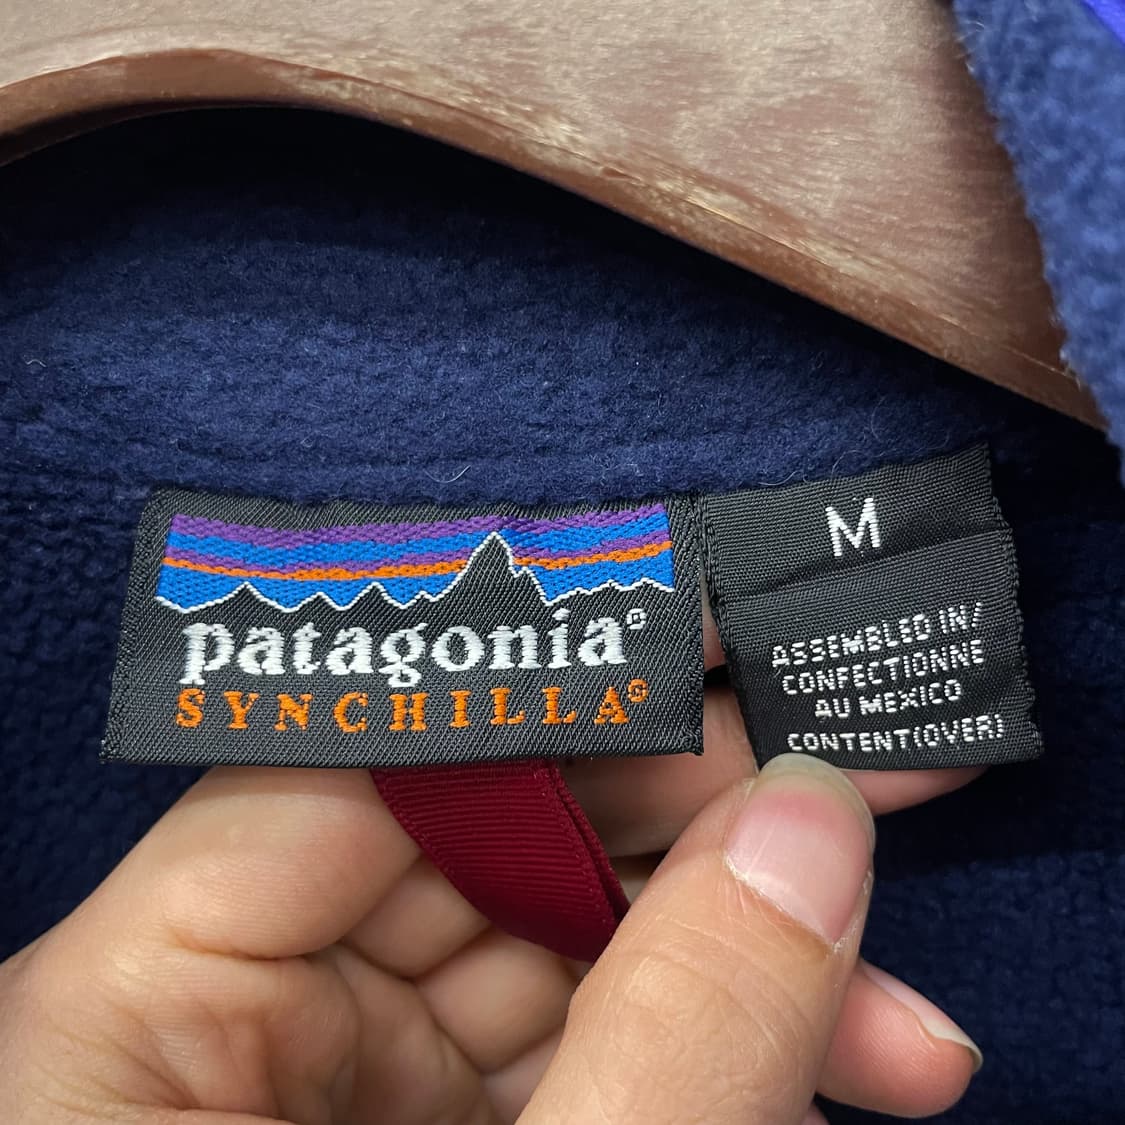 patagonia®
SYNCHILLA®
M
ASSEMBLED IN/
CONFECTIONNE
AU MEXICO
CONTENT(OVER)